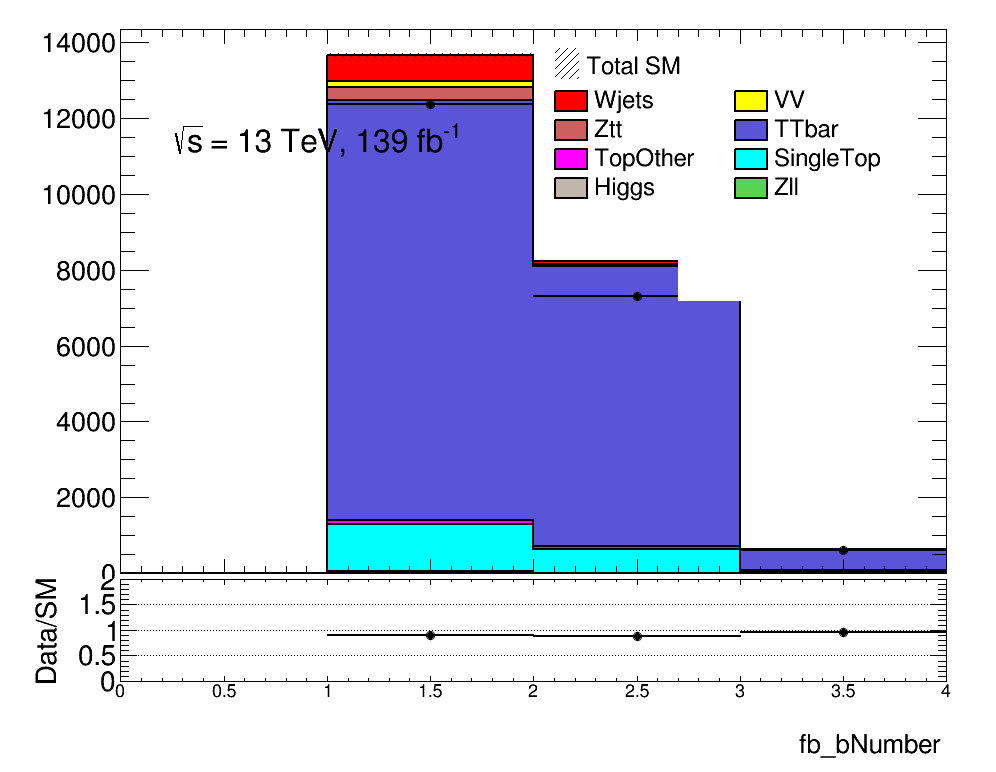 14000
12000
10000
8000
6000
4000
2000
0
√s = 13 TeV, 139 fb⁻¹
Total SM
Wjets VV
Ztt TTbar
TopOther SingleTop
Higgs Zll
Data/SM
2
1.5
1
0.5
0
0 0.5 1 1.5 2 2.5 3 3.5 4
fb_bNumber